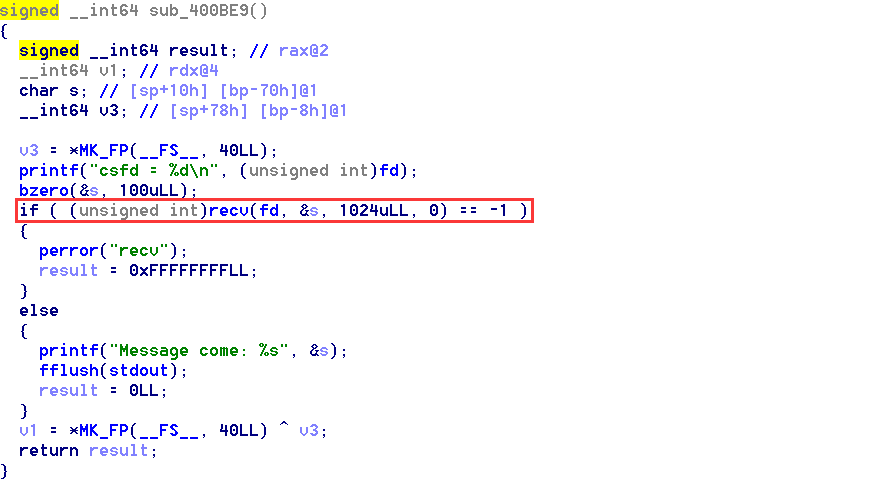 signed __int64 sub_400BE9()
{
signed __int64 result; // rax@2
__int64 v1; // rdx@4
char s; // [sp+10h] [bp-70h]@1
__int64 v3; // [sp+78h] [bp-8h]@1
v3 = *MK_FP(__FS__, 40LL);
printf("csfd = %d\n", (unsigned int)fd);
bzero(&s, 100uLL);
if ( (unsigned int)recv(fd, &s, 1024uLL, 0) == -1 )
{
perror("recv");
result = 0xFFFFFFFFLL;
}
else
{
printf("Message come: %s", &s);
fflush(stdout);
result = 0LL;
}
v1 = *MK_FP(__FS__, 40LL) ^ v3;
return result;
}